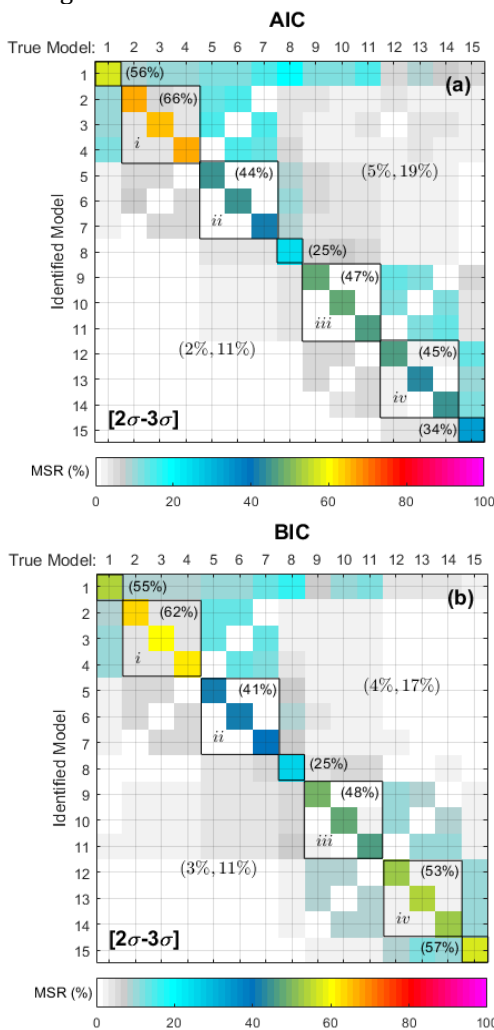 AIC
True Model: 1 2 3 4 5 6 7 8 9 10 11 12 13 14 15
Identified Model
1 (56%) (a)
2 (66%)
3
4 i
5 (44%) (5%, 19%)
6
7 ii
8 (25%)
9 (47%)
10
11 iii
12 (2%, 11%) (45%)
13
14 [2σ-3σ] iv
15 (34%)
MSR (%)
0 20 40 60 80 100
BIC
True Model: 1 2 3 4 5 6 7 8 9 10 11 12 13 14 15
Identified Model
1 (55%) (b)
2 (62%)
3
4 i
5 (41%) (4%, 17%)
6
7 ii
8 (25%)
9 (48%)
10
11 iii
12 (3%, 11%) (53%)
13
14 [2σ-3σ] iv
15 (57%)
MSR (%)
0 20 40 60 80 100